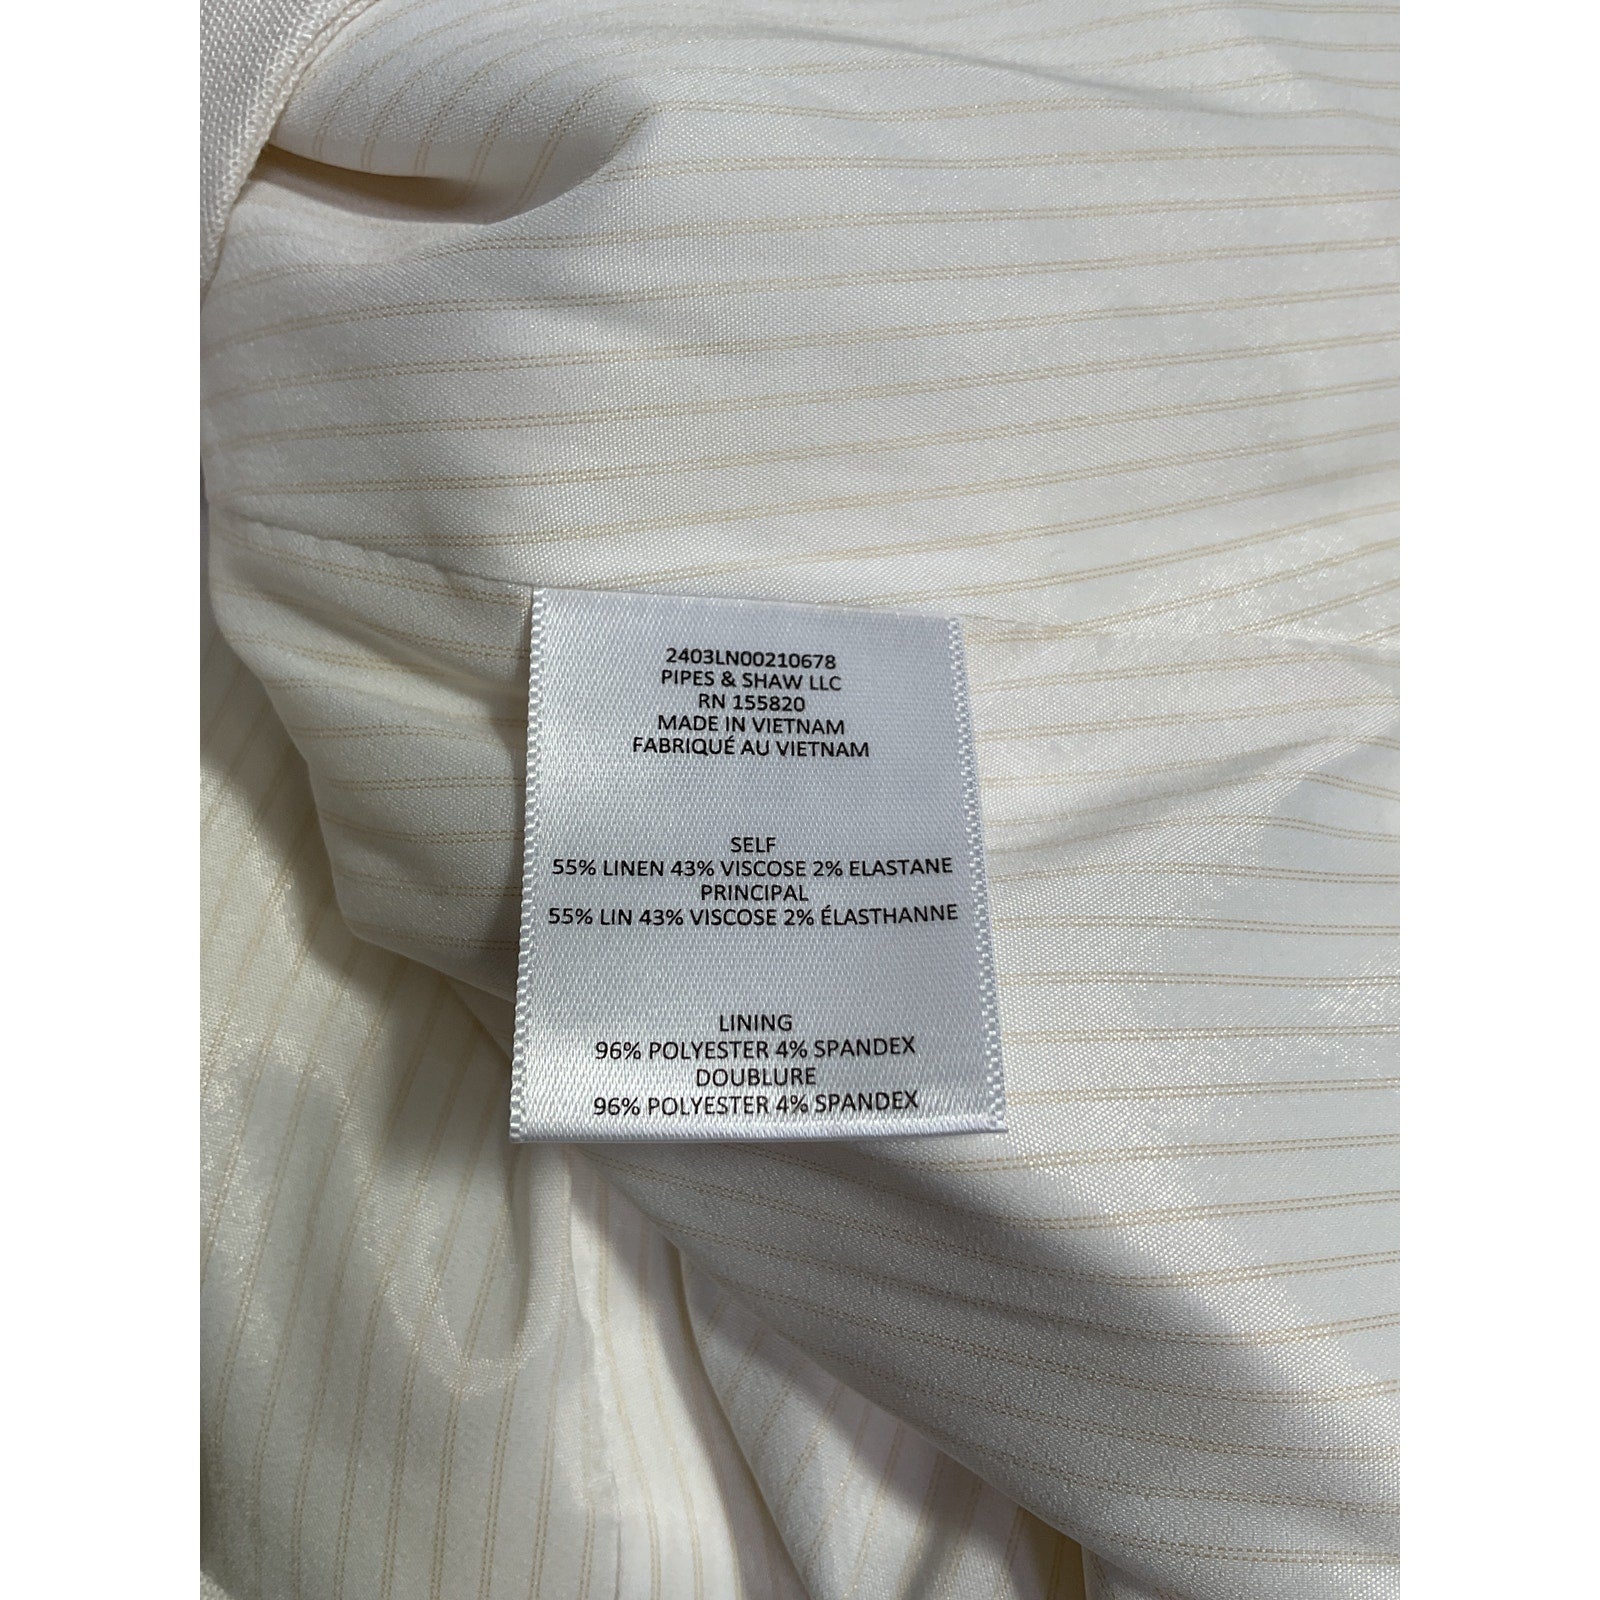 2403LN00210678
PIPES & SHAW LLC
RN 155820
MADE IN VIETNAM
FABRIQUÉ AU VIETNAM
SELF
55% LINEN 43% VISCOSE 2% ELASTANE
PRINCIPAL
55% LIN 43% VISCOSE 2% ÉLASTHANNE
LINING
96% POLYESTER 4% SPANDEX
DOUBLURE
96% POLYESTER 4% SPANDEX